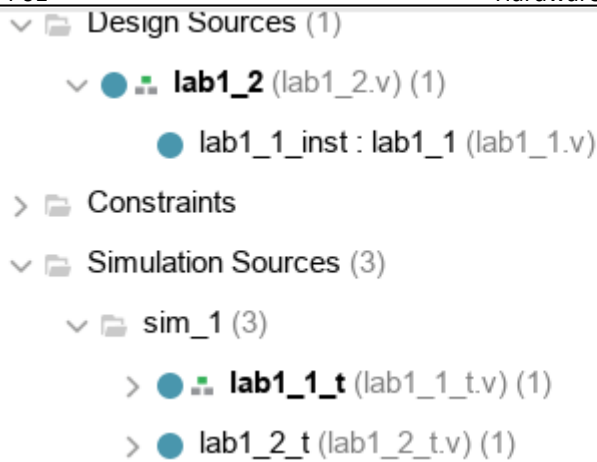 Design Sources (1)
lab1_2 (lab1_2.v) (1)
lab1_1_inst : lab1_1 (lab1_1.v)
Constraints
Simulation Sources (3)
sim_1 (3)
lab1_1_t (lab1_1_t.v) (1)
lab1_2_t (lab1_2_t.v) (1)